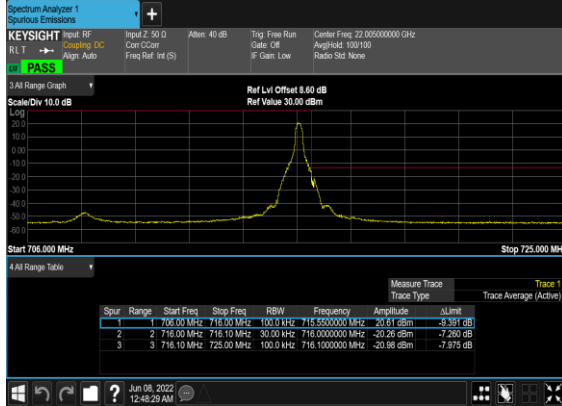 Spectrum Analyzer 1
Spurious Emissions
+
KEYSIGHT Input: RF Input Z: 50 Ω Atten: 40 dB Trig: Free Run Center Freq: 22.005000000 GHz
RLT Coupling: DC Corr CCorr Gate: Off Avg|Hold: 100/100
Align: Auto Freq Ref: Int (S) IF Gain: Low Radio Std: None
PASS
3 All Range Graph Ref Lvl Offset 8.60 dB
Scale/Div 10.0 dB Ref Value 30.00 dBm
Log
20.0
10.0
0.00
-10.0
-20.0
-30.0
-40.0
-50.0
-60.0
Start 706.000 MHz Stop 725.000 MH
4 All Range Table
Measure Trace Trace 1
Trace Type Trace Average (Active)
Spur Range Start Freq Stop Freq RBW Frequency Amplitude ΔLimit
1 1 706.00 MHz 716.00 MHz 100.0 kHz 715.5500000 MHz 20.61 dBm -9.391 dB
2 2 716.00 MHz 716.10 MHz 30.00 kHz 716.0000000 MHz -20.26 dBm -7.260 dB
3 3 716.10 MHz 725.00 MHz 100.0 kHz 716.1000000 MHz -20.98 dBm -7.975 dB
? Jun 08, 2022
12:48:29 AM